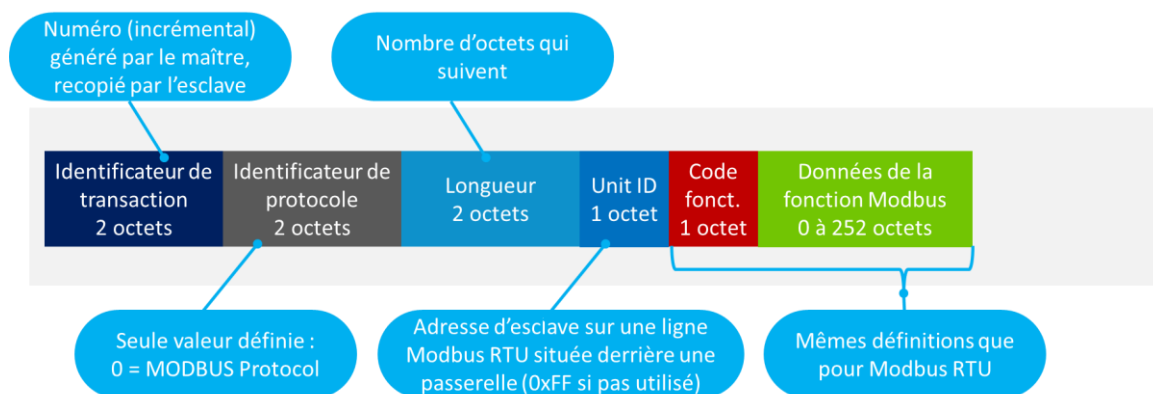 Numéro (incrémental)
généré par le maître,
recopié par l'esclave
Nombre d'octets qui
suivent
Identificateur de
transaction
2 octets
Identificateur de
protocole
2 octets
Longueur
2 octets
Unit ID
1 octet
Code
fonct.
1 octet
Données de la
fonction Modbus
0 à 252 octets
Seule valeur définie :
0 = MODBUS Protocol
Adresse d'esclave sur une ligne
Modbus RTU située derrière une
passerelle (0xFF si pas utilisé)
Mêmes définitions que
pour Modbus RTU